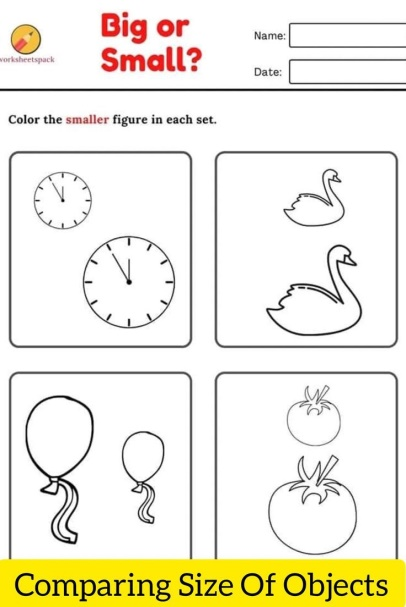 Big or
Small?
Name:
worksheetspack
Date:
Color the smaller figure in each set.
Comparing Size Of Objects